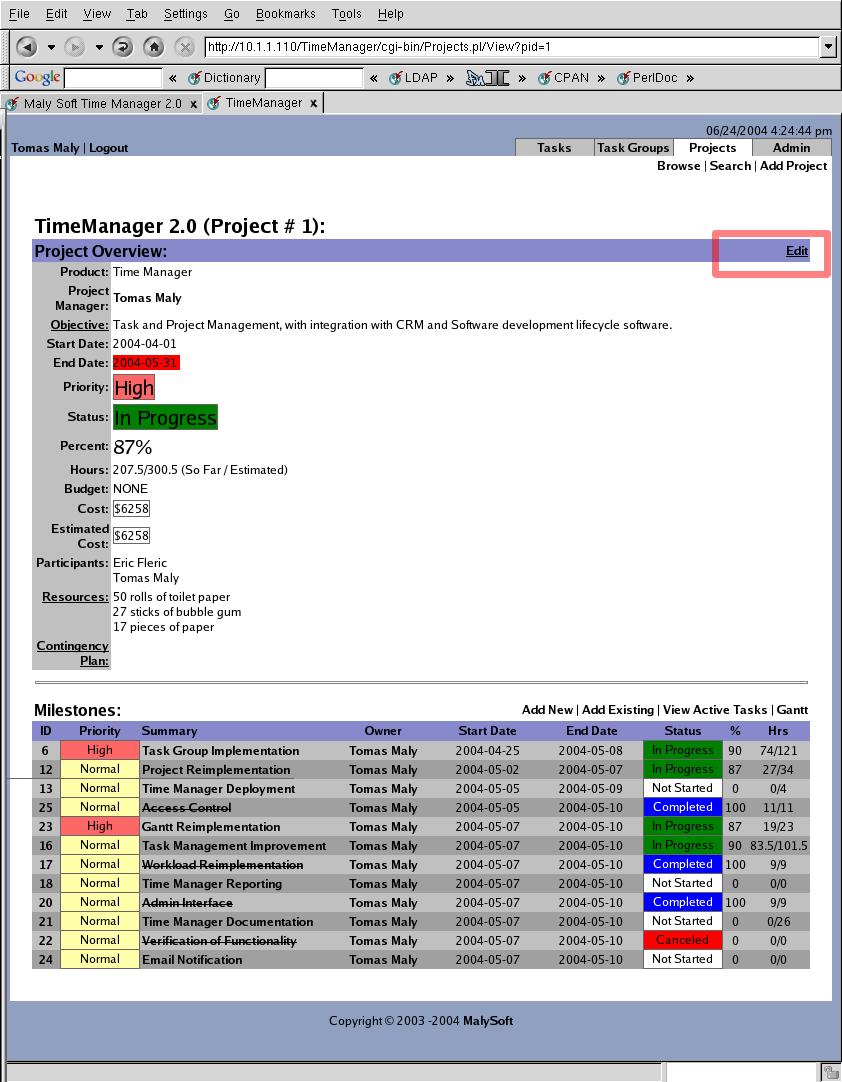 File Edit View Tab Settings Go Bookmarks Tools Help
http://10.1.1.110/TimeManager/cgi-bin/Projects.pl/View?pid=1
Google « Dictionary « LDAP » » CPAN » PerlDoc »
Maly Soft Time Manager 2.0 x TimeManager x
06/24/2004 4:24:44 pm
Tomas Maly | Logout Tasks Task Groups Projects Admin
Browse | Search | Add Project
TimeManager 2.0 (Project # 1):
Project Overview: Edit
Product: Time Manager
Project
Manager: Tomas Maly
Objective: Task and Project Management, with integration with CRM and Software development lifecycle software.
Start Date: 2004-04-01
End Date: 2004-05-31
Priority: High
Status: In Progress
Percent: 87%
Hours: 207.5/300.5 (So Far / Estimated)
Budget: NONE
Cost: $6258
Estimated
Cost: $6258
Participants: Eric Fleric
Tomas Maly
Resources: 50 rolls of toilet paper
27 sticks of bubble gum
17 pieces of paper
Contingency
Plan:
Milestones: Add New | Add Existing | View Active Tasks | Gantt
ID Priority Summary Owner Start Date End Date Status % Hrs
6 High Task Group Implementation Tomas Maly 2004-04-25 2004-05-08 In Progress 90 74/121
12 Normal Project Reimplementation Tomas Maly 2004-05-02 2004-05-07 In Progress 87 27/34
13 Normal Time Manager Deployment Tomas Maly 2004-05-05 2004-05-09 Not Started 0 0/4
25 Normal Access Control Tomas Maly 2004-05-05 2004-05-10 Completed 100 11/11
23 High Gantt Reimplementation Tomas Maly 2004-05-07 2004-05-10 In Progress 87 19/23
16 Normal Task Management Improvement Tomas Maly 2004-05-07 2004-05-10 In Progress 90 83.5/101.5
17 Normal Workload Reimplementation Tomas Maly 2004-05-07 2004-05-10 Completed 100 9/9
18 Normal Time Manager Reporting Tomas Maly 2004-05-07 2004-05-10 Not Started 0 0/0
20 Normal Admin Interface Tomas Maly 2004-05-07 2004-05-10 Completed 100 9/9
21 Normal Time Manager Documentation Tomas Maly 2004-05-07 2004-05-10 Not Started 0 0/26
22 Normal Verification of Functionality Tomas Maly 2004-05-07 2004-05-10 Canceled 0 0/0
24 Normal Email Notification Tomas Maly 2004-05-07 2004-05-10 Not Started 0 0/0
Copyright © 2003 -2004 MalySoft